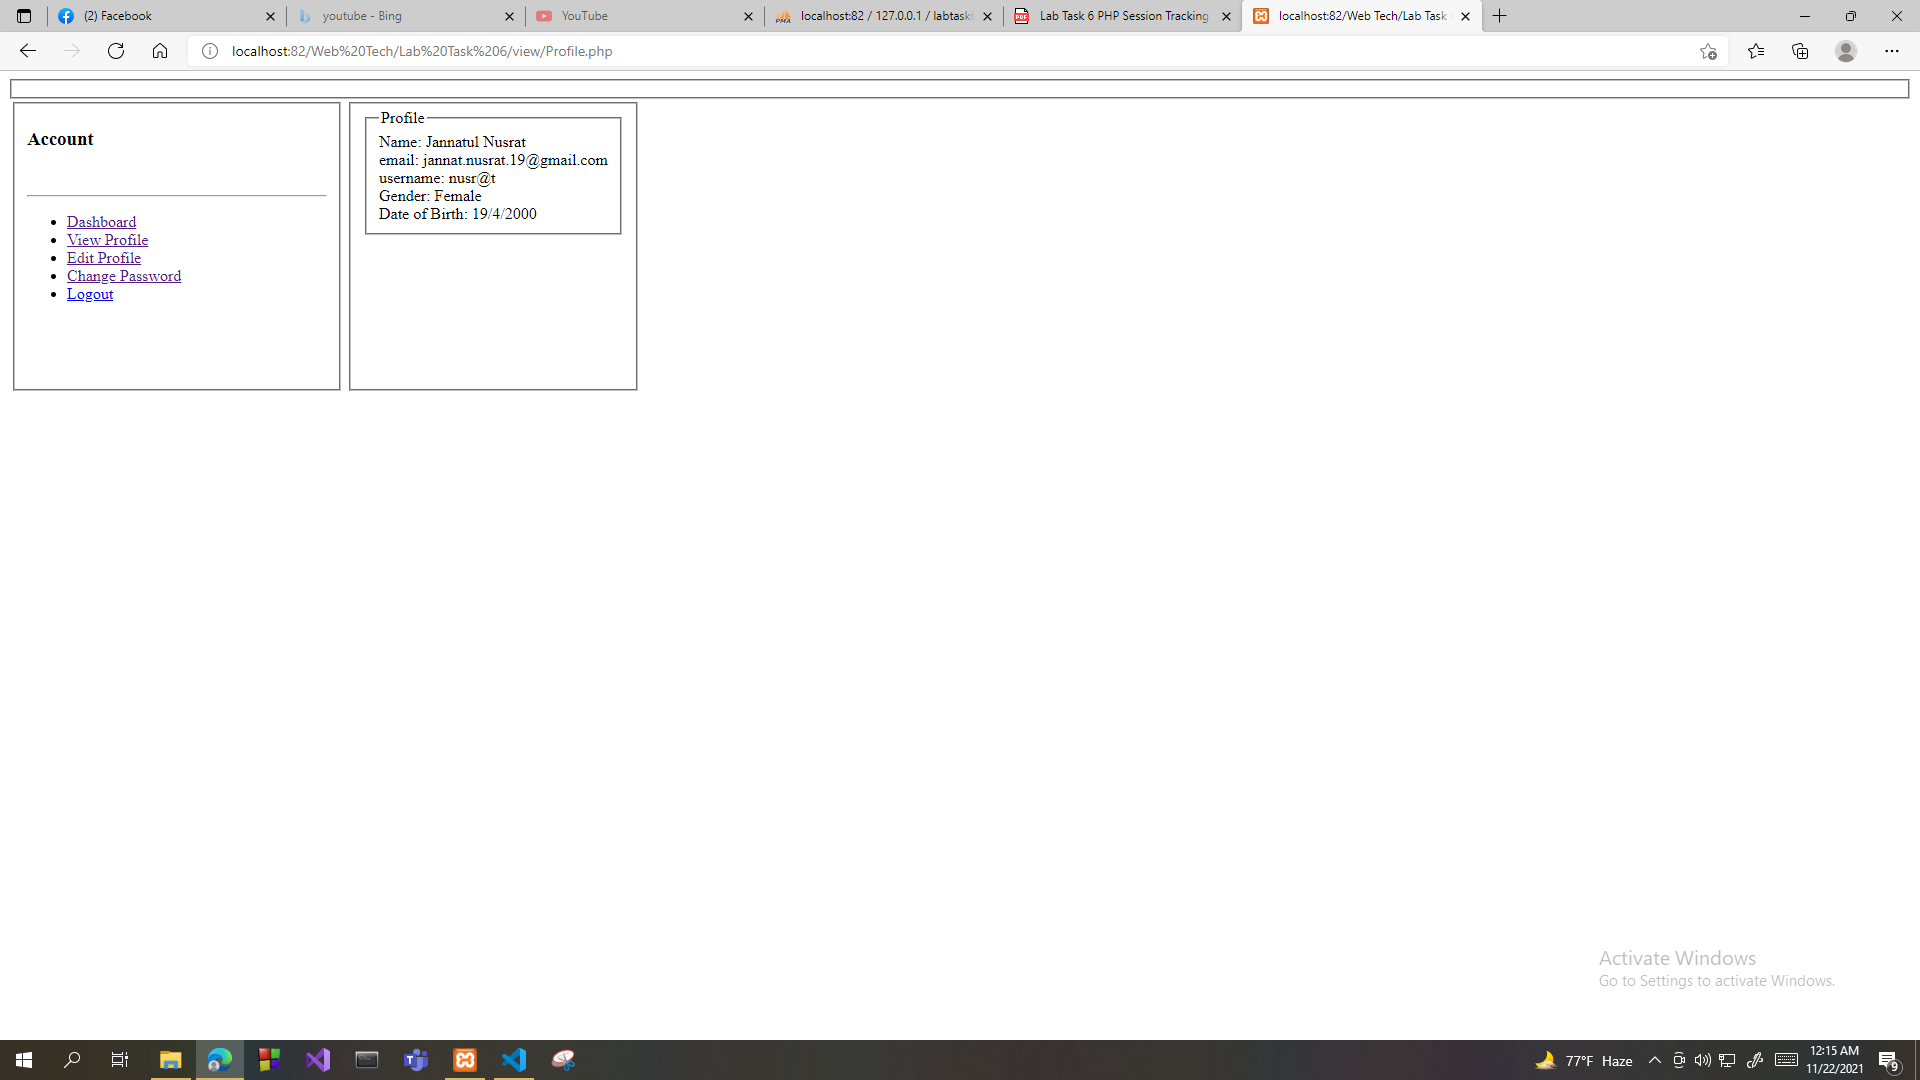 (2) Facebook
youtube - Bing
YouTube
localhost:82 / 127.0.0.1 / labtask6
Lab Task 6 PHP Session Tracking
localhost:82/Web Tech/Lab Task
localhost:82/Web%20Tech/Lab%20Task%206/view/Profile.php
Account
Dashboard
View Profile
Edit Profile
Change Password
Logout
Profile
Name: Jannatul Nusrat
email: jannat.nusrat.19@gmail.com
username: nusr@t
Gender: Female
Date of Birth: 19/4/2000
Activate Windows
Go to Settings to activate Windows.
77°F Haze
12:15 AM
11/22/2021
9